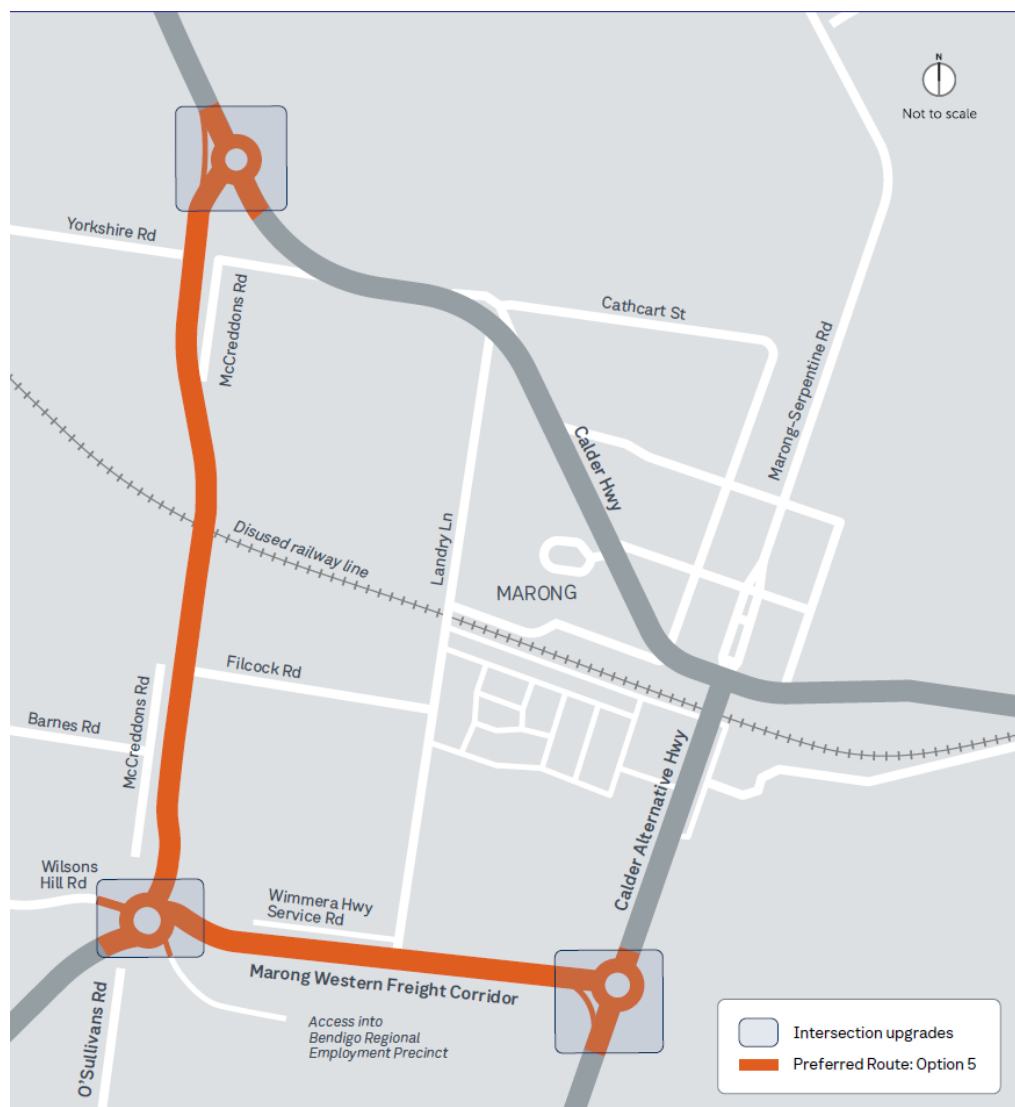 N
Not to scale
Yorkshire Rd
McCreddons Rd
Cathcart St
Marong-Serpentine Rd
Calder Hwy
Disused railway line
Landry Ln
MARONG
Filcock Rd
McCreddons Rd
Barnes Rd
Calder Alternative Hwy
Wilsons
Hill Rd
Wimmera Hwy
Service Rd
Marong Western Freight Corridor
O'Sullivans Rd
Access into
Bendigo Regional
Employment Precinct
Intersection upgrades
Preferred Route: Option 5